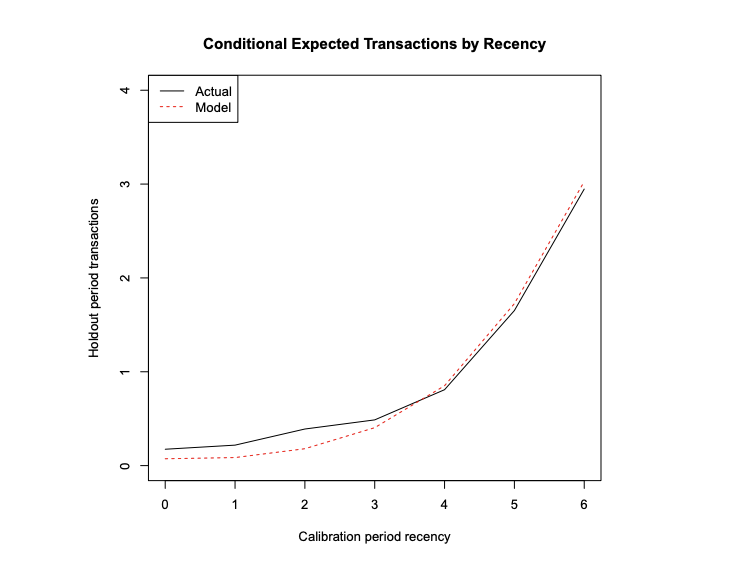 Conditional Expected Transactions by Recency
Actual
Model
4
3
2
1
0
Holdout period transactions
0 1 2 3 4 5 6
Calibration period recency